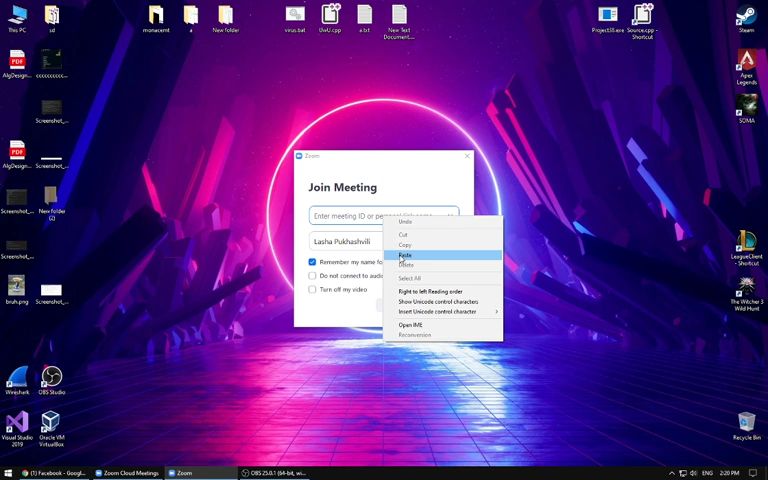 This PC
sd
monacemt
a
New folder
virus.bat
UwU.cpp
a.txt
New Text
Document....
Project38.exe
Source.cpp -
Shortcut
Steam
AlgDesign...
cccccccccc...
Apex
Legends
Screenshot_...
SOMA
AlgDesign...
Screenshot_...
Screenshot_...
New folder
(2)
Screenshot_...
bruh.png
Screenshot_...
LeagueClient
- Shortcut
The Witcher 3
Wild Hunt
Wireshark
OBS Studio
Visual Studio
2019
Oracle VM
VirtualBox
Recycle Bin
Zoom
Join Meeting
Enter meeting ID or personal link name
Lasha Pukhashvili
Remember my name fo
Do not connect to audio
Turn off my video
Undo
Cut
Copy
Paste
Delete
Select All
Right to left Reading order
Show Unicode control characters
Insert Unicode control character
Open IME
Reconversion
(1) Facebook - Googl...
Zoom Cloud Meetings
Zoom
OBS 25.0.1 (64-bit, wi...
ENG
2:20 PM